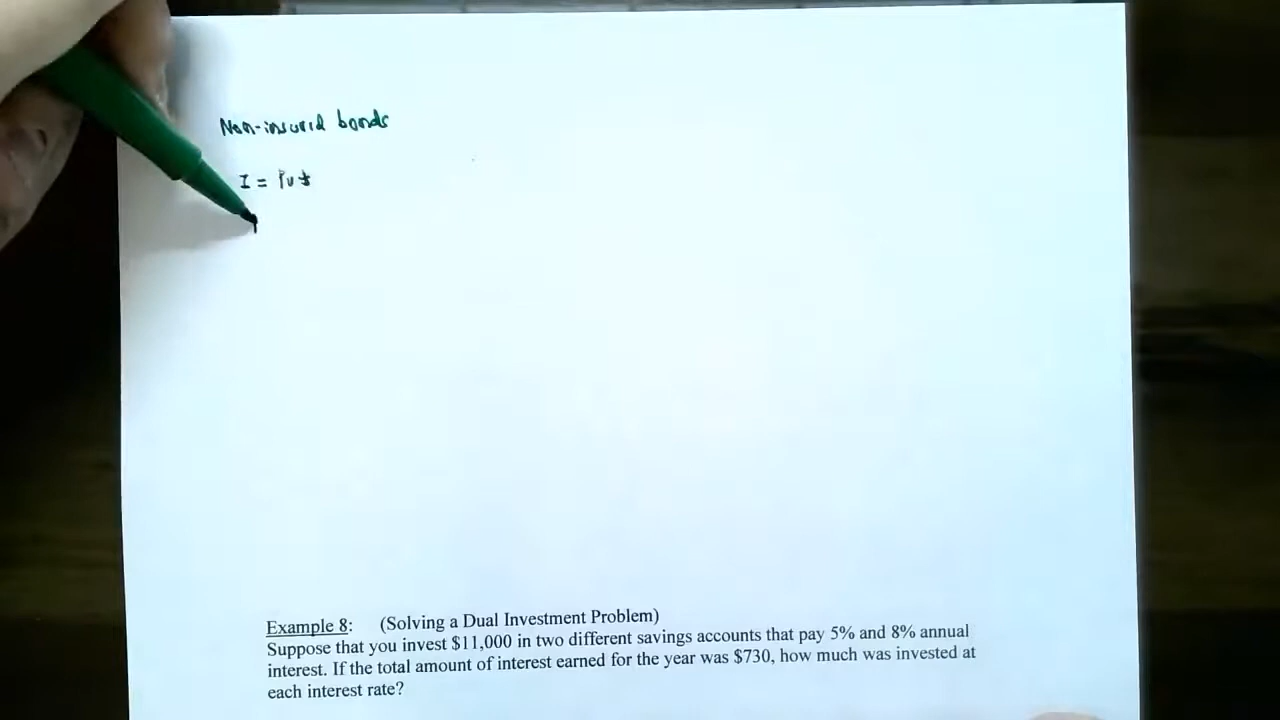 Non-insured bonds
I = Prt
Example 8: (Solving a Dual Investment Problem)
Suppose that you invest $11,000 in two different savings accounts that pay 5% and 8% annual
interest. If the total amount of interest earned for the year was $730, how much was invested at
each interest rate?